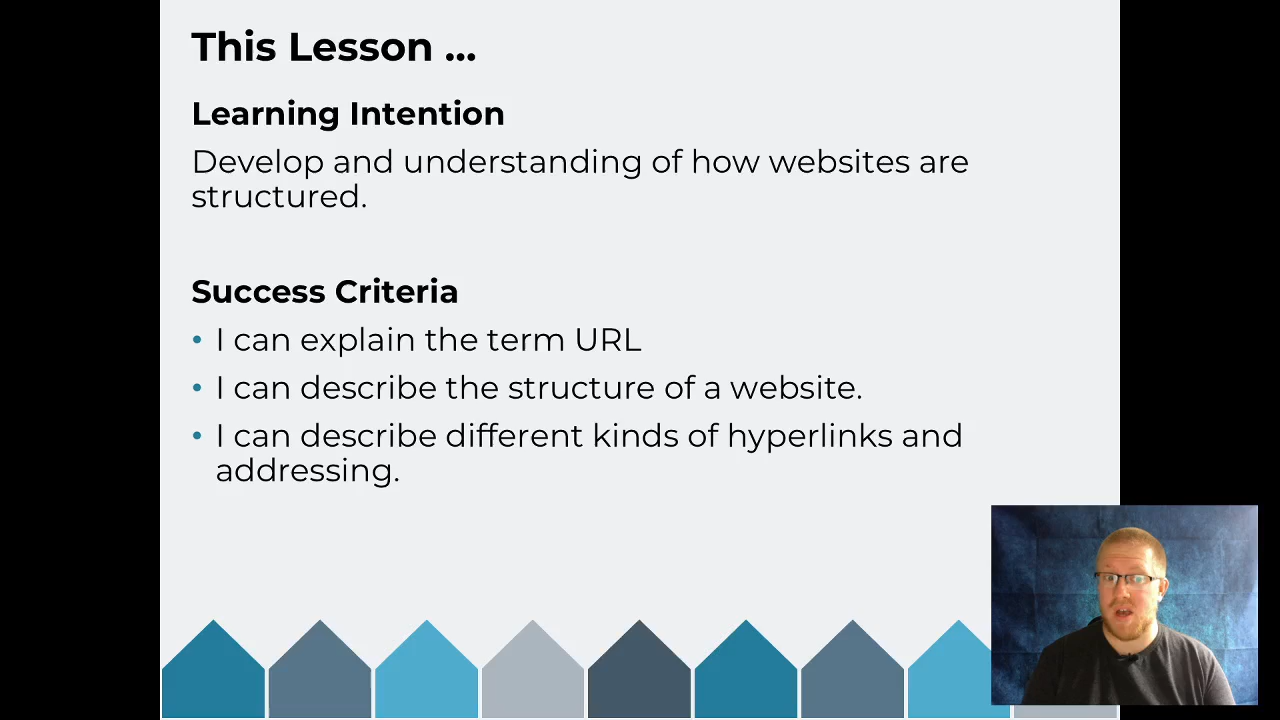 This Lesson ...
Learning Intention
Develop and understanding of how websites are
structured.
Success Criteria
• I can explain the term URL
• I can describe the structure of a website.
• I can describe different kinds of hyperlinks and
addressing.